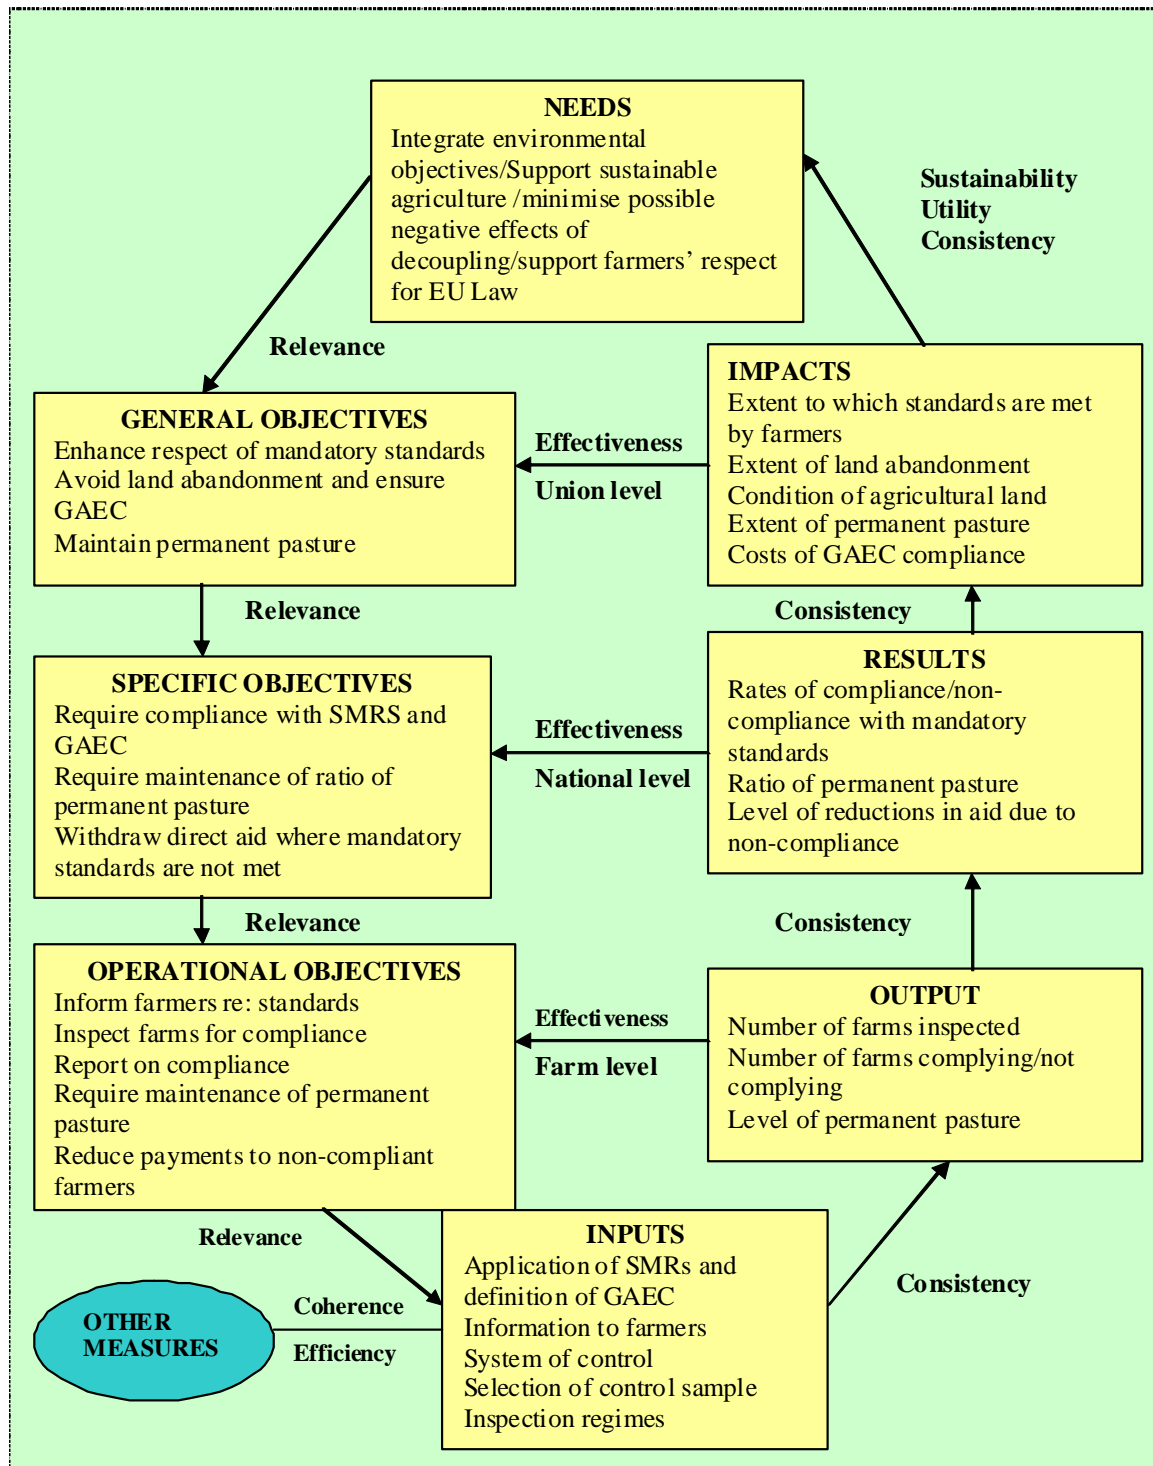 NEEDS
Integrate environmental
objectives/Support sustainable
agriculture /minimise possible
negative effects of
decoupling/support farmers’ respect
for EU Law
Sustainability
Utility
Consistency
Relevance
GENERAL OBJECTIVES
Enhance respect of mandatory standards
Avoid land abandonment and ensure
GAEC
Maintain permanent pasture
Effectiveness
Union level
IMPACTS
Extent to which standards are met
by farmers
Extent of land abandonment
Condition of agricultural land
Extent of permanent pasture
Costs of GAEC compliance
Relevance
Consistency
SPECIFIC OBJECTIVES
Require compliance with SMRS and
GAEC
Require maintenance of ratio of
permanent pasture
Withdraw direct aid where mandatory
standards are not met
Effectiveness
National level
RESULTS
Rates of compliance/non-
compliance with mandatory
standards
Ratio of permanent pasture
Level of reductions in aid due to
non-compliance
Relevance
Consistency
OPERATIONAL OBJECTIVES
Inform farmers re: standards
Inspect farms for compliance
Report on compliance
Require maintenance of permanent
pasture
Reduce payments to non-compliant
farmers
Effectiveness
Farm level
OUTPUT
Number of farms inspected
Number of farms complying/not
complying
Level of permanent pasture
Relevance
INPUTS
Application of SMRs and
definition of GAEC
Information to farmers
System of control
Selection of control sample
Inspection regimes
Consistency
OTHER
MEASURES
Coherence
Efficiency